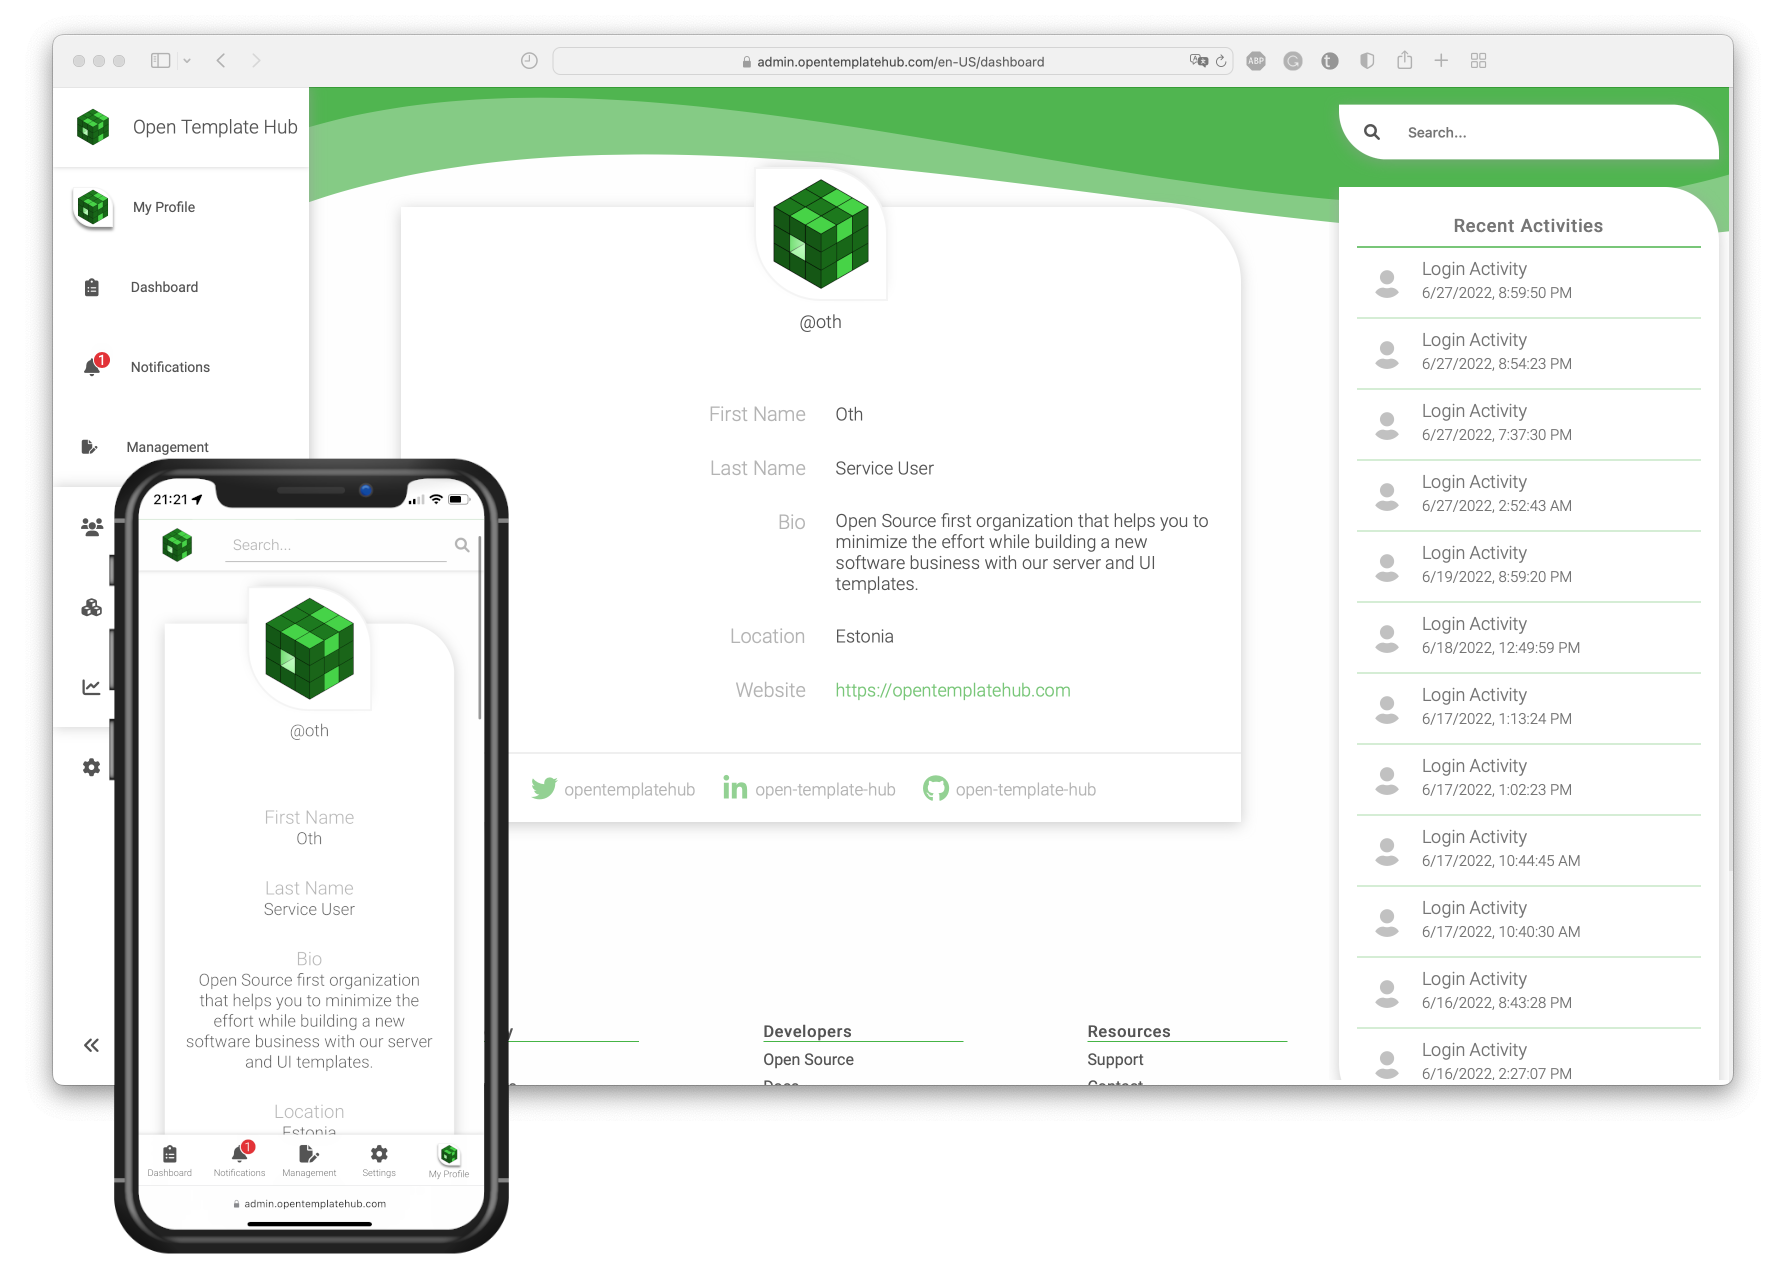 admin.opentemplatehub.com/en-US/dashboard
ABP
Open Template Hub
My Profile
Dashboard
1
Notifications
Management
@oth
First Name
Oth
Last Name
Service User
Bio
Open Source first organization that helps you to
minimize the effort while building a new
software business with our server and UI
templates.
Location
Estonia
Website
https://opentemplatehub.com
opentemplatehub
open-template-hub
open-template-hub
Developers
Open Source
Docs
Resources
Support
Contact
Search...
Recent Activities
Login Activity
6/27/2022, 8:59:50 PM
Login Activity
6/27/2022, 8:54:23 PM
Login Activity
6/27/2022, 7:37:30 PM
Login Activity
6/27/2022, 2:52:43 AM
Login Activity
6/19/2022, 8:59:20 PM
Login Activity
6/18/2022, 12:49:59 PM
Login Activity
6/17/2022, 1:13:24 PM
Login Activity
6/17/2022, 1:02:23 PM
Login Activity
6/17/2022, 10:44:45 AM
Login Activity
6/17/2022, 10:40:30 AM
Login Activity
6/16/2022, 8:43:28 PM
Login Activity
6/16/2022, 2:27:07 PM
21:21
Search...
@oth
First Name
Oth
Last Name
Service User
Bio
Open Source first organization
that helps you to minimize the
effort while building a new
software business with our server
and UI templates.
Location
Estonia
1
Dashboard
Notifications
Management
Settings
My Profile
admin.opentemplatehub.com